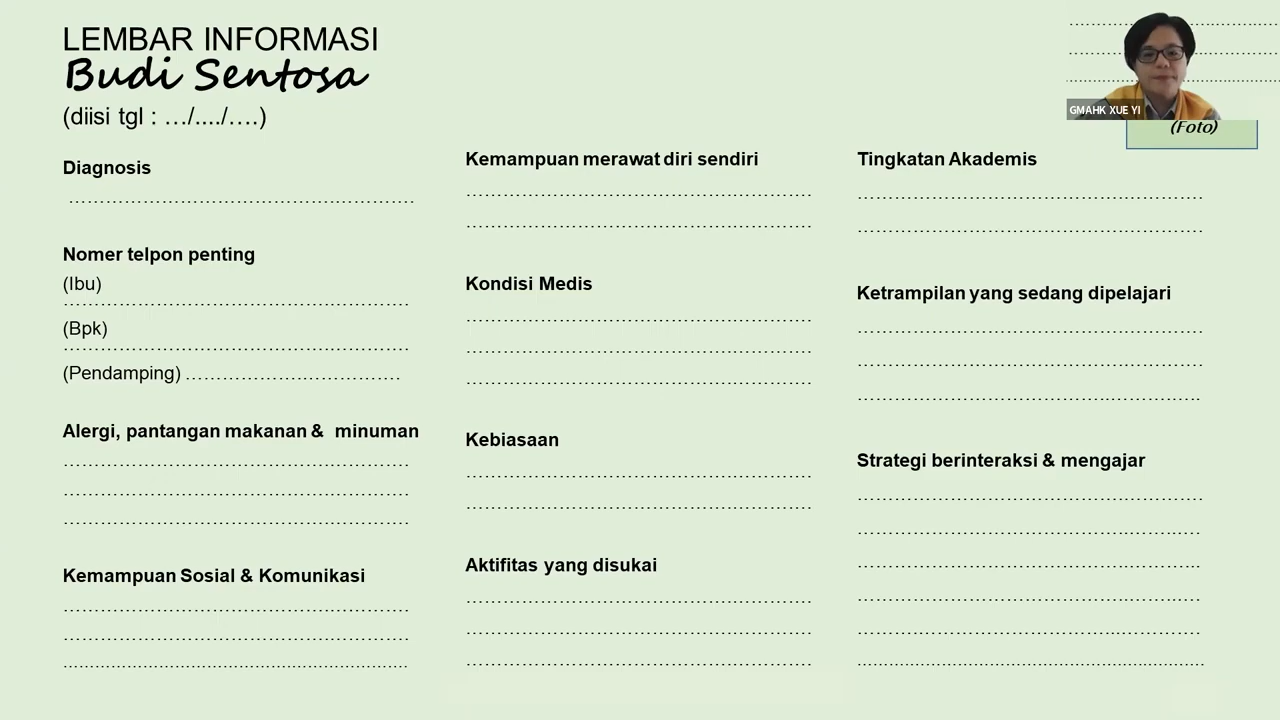 LEMBAR INFORMASI
Budi Sentosa
(diisi tgl : …/..../….)
Diagnosis
Nomer telpon penting
(Ibu)
(Bpk)
(Pendamping) ………………..…………….
Alergi, pantangan makanan & minuman
Kemampuan Sosial & Komunikasi
Kemampuan merawat diri sendiri
Kondisi Medis
Kebiasaan
Aktifitas yang disukai
GMAHK XUE YI
(Foto)
Tingkatan Akademis
Ketrampilan yang sedang dipelajari
Strategi berinteraksi & mengajar